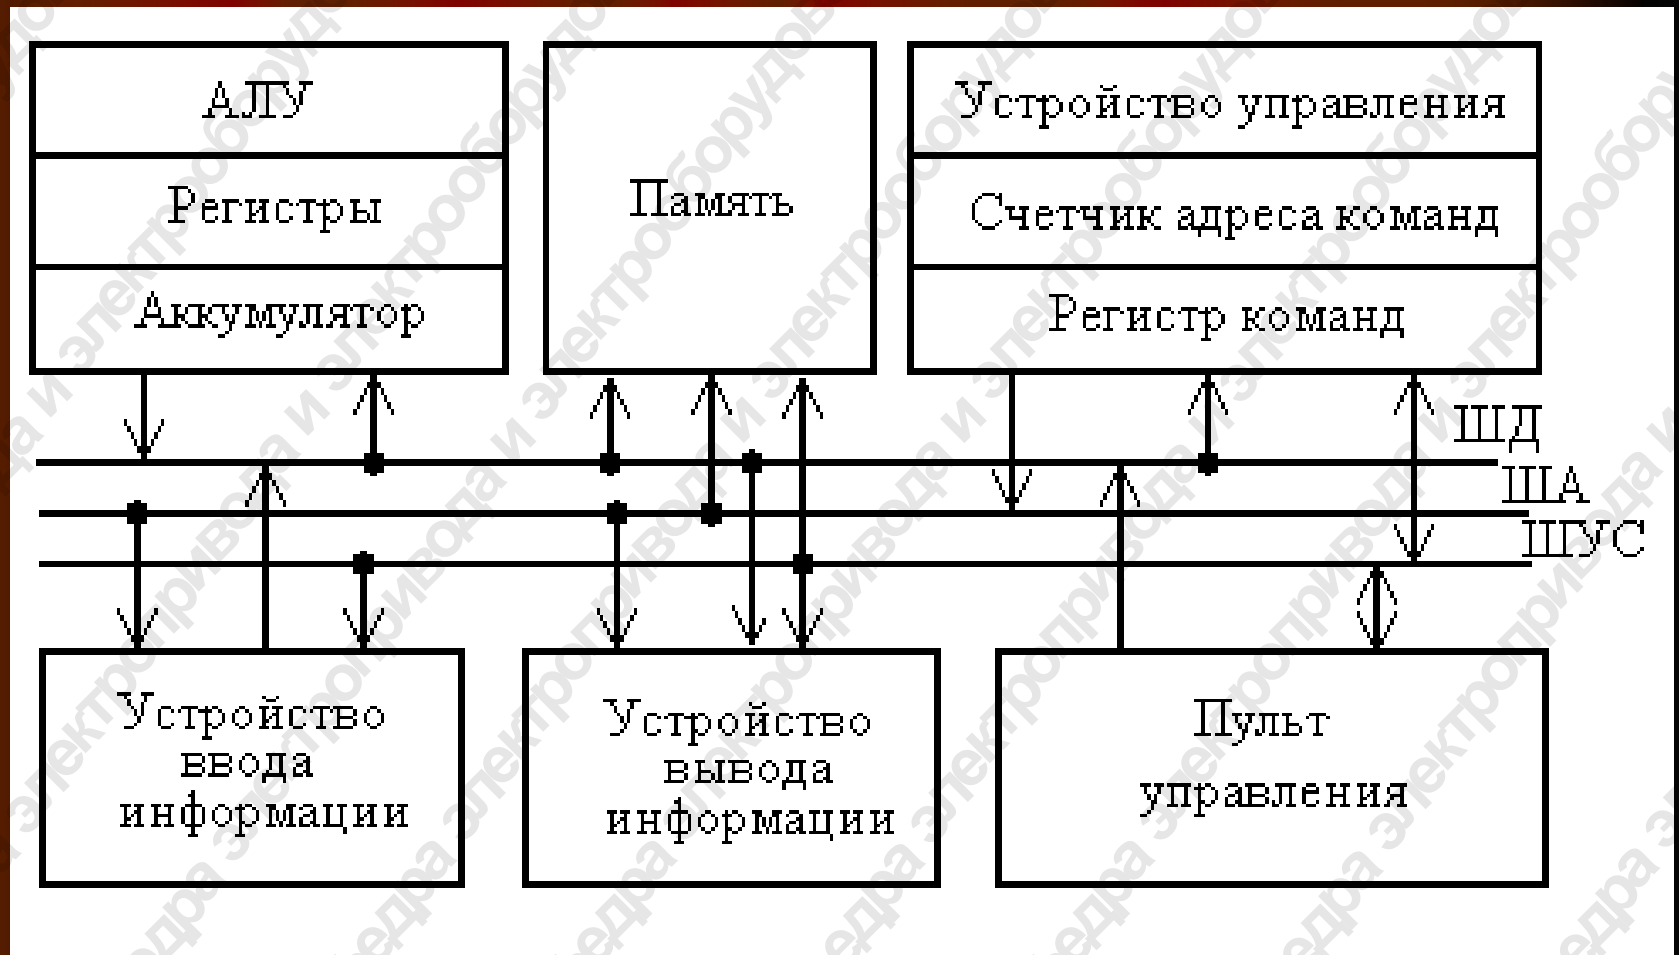 АЛУ
Регистры
Аккумулятор
Память
Устройство управления
Счетчик адреса команд
Регистр команд
ШД
ША
ШУС
Устройство
ввода
информации
Устройство
вывода
информации
Пульт
управления